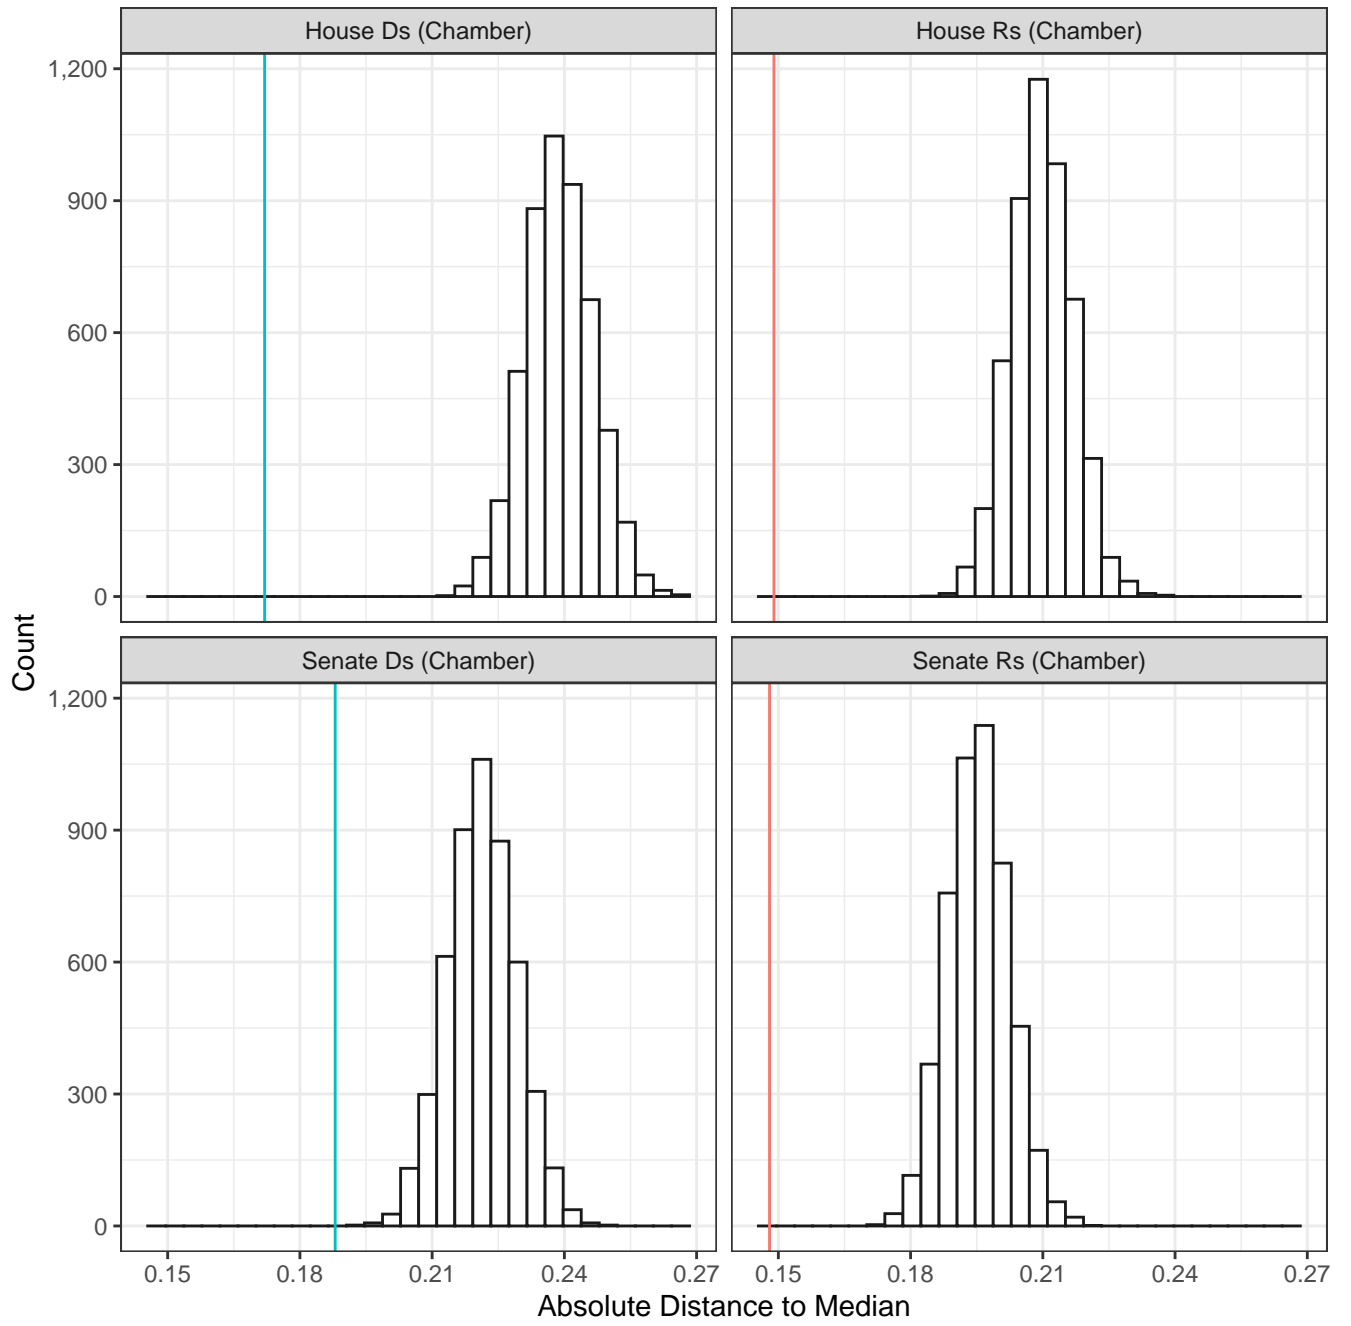 House Ds (Chamber)
House Rs (Chamber)
1,200
900
600
300
0
Senate Ds (Chamber)
Senate Rs (Chamber)
1,200
900
600
300
0
Count
0.15 0.18 0.21 0.24 0.27
0.15 0.18 0.21 0.24 0.27
Absolute Distance to Median